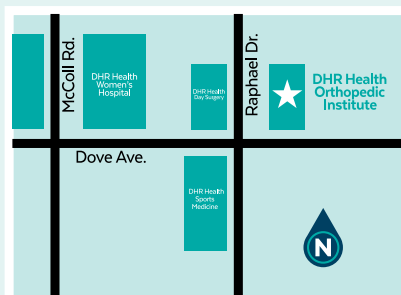 McColl Rd.
DHR Health
Women's
Hospital
DHR Health
Day Surgery
Raphael Dr.
DHR Health
Orthopedic
Institute
Dove Ave.
DHR Health
Sports
Medicine
N